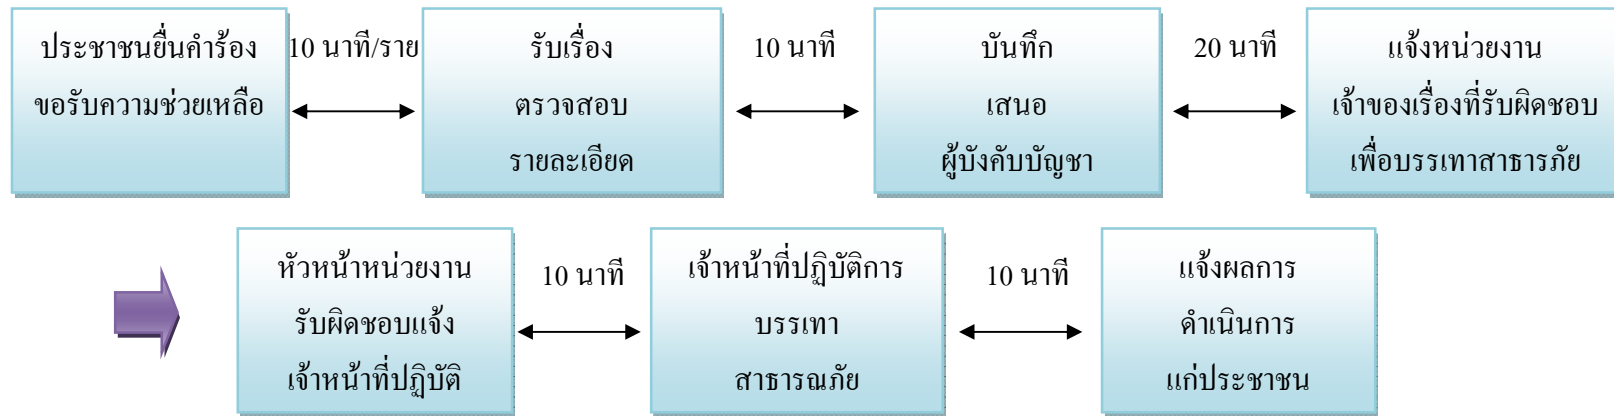 ประชาชนยื่นคำร้อง
ขอรับความช่วยเหลือ
10 นาที/ราย
รับเรื่อง
ตรวจสอบ
รายละเอียด
10 นาที
บันทึก
เสนอ
ผู้บังคับบัญชา
20 นาที
แจ้งหน่วยงาน
เจ้าของเรื่องที่รับผิดชอบ
เพื่อบรรเทาสาธารภัย
หัวหน้าหน่วยงาน
รับผิดชอบแจ้ง
เจ้าหน้าที่ปฏิบัติ
10 นาที
เจ้าหน้าที่ปฏิบัติการ
บรรเทา
สาธารณภัย
10 นาที
แจ้งผลการ
ดำเนินการ
แก่ประชาชน